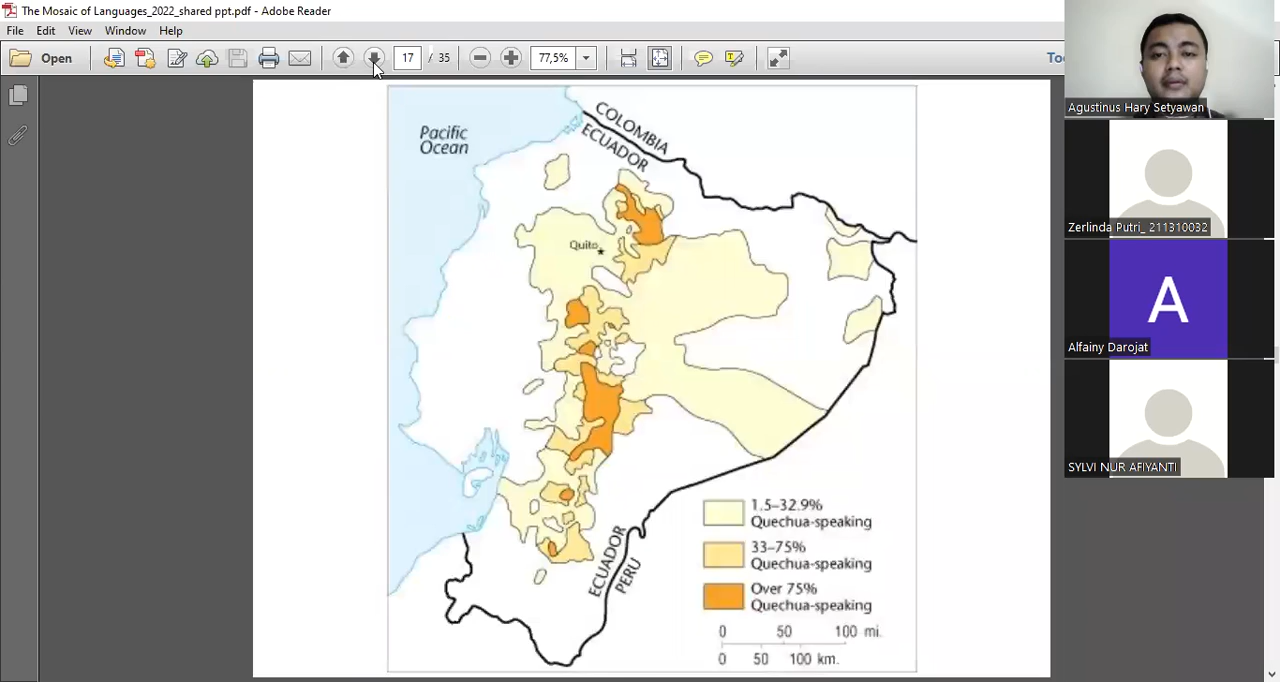 The Mosaic of Languages_2022_shared ppt.pdf - Adobe Reader
File Edit View Window Help
Open
17 / 35
77,5%
Too
Pacific
Ocean
COLOMBIA
ECUADOR
Quito
ECUADOR
PERU
1.5–32.9%
Quechua-speaking
33–75%
Quechua-speaking
Over 75%
Quechua-speaking
0 50 100 mi.
0 50 100 km.
Agustinus Hary Setyawan
Zerlinda Putri_ 211310032
A
Alfainy Darojat
SYLVI NUR AFIYANTI